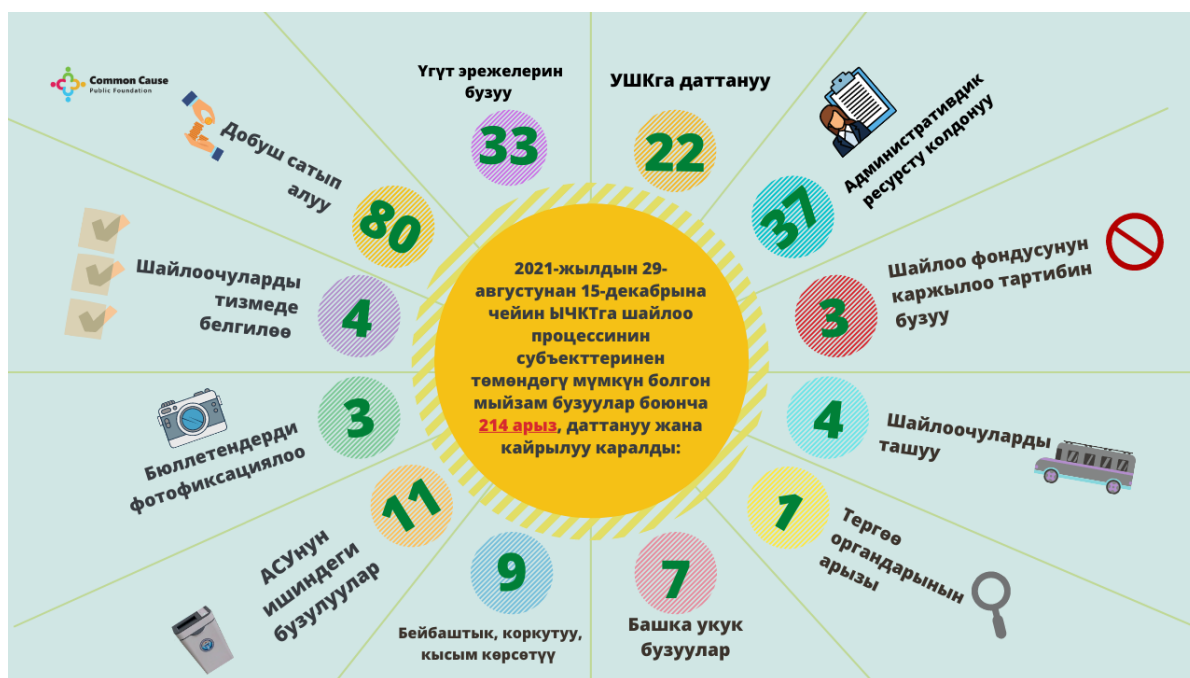 Common Cause
Public Foundation
Үгүт эрежелерин
бузуу
33
УШКга даттануу
22
Административдик
ресурсту колдонуу
37
Шайлоо фондусунун
каржылоо тартибин
бузуу
3
Шайлоочуларды
ташуу
4
Тергөө
органдарынын
арызы
1
Башка укук
бузуулар
7
Бейбаштык, коркутуу,
кысым көрсөтүү
9
АСУнун
ишиндеги
бузулуулар
11
Бюллетендерди
фотофиксациялоо
3
Шайлоочуларды
тизмеде
белгилөө
4
Добуш сатып
алуу
80
2021-жылдын 29-
августунан 15-декабрына
чейин ЫЧКТга шайлоо
процессинин
субъекттеринен
төмөндөгү мүмкүн болгон
мыйзам бузуулар боюнча
214 арыз, даттануу жана
кайрылуу каралды: